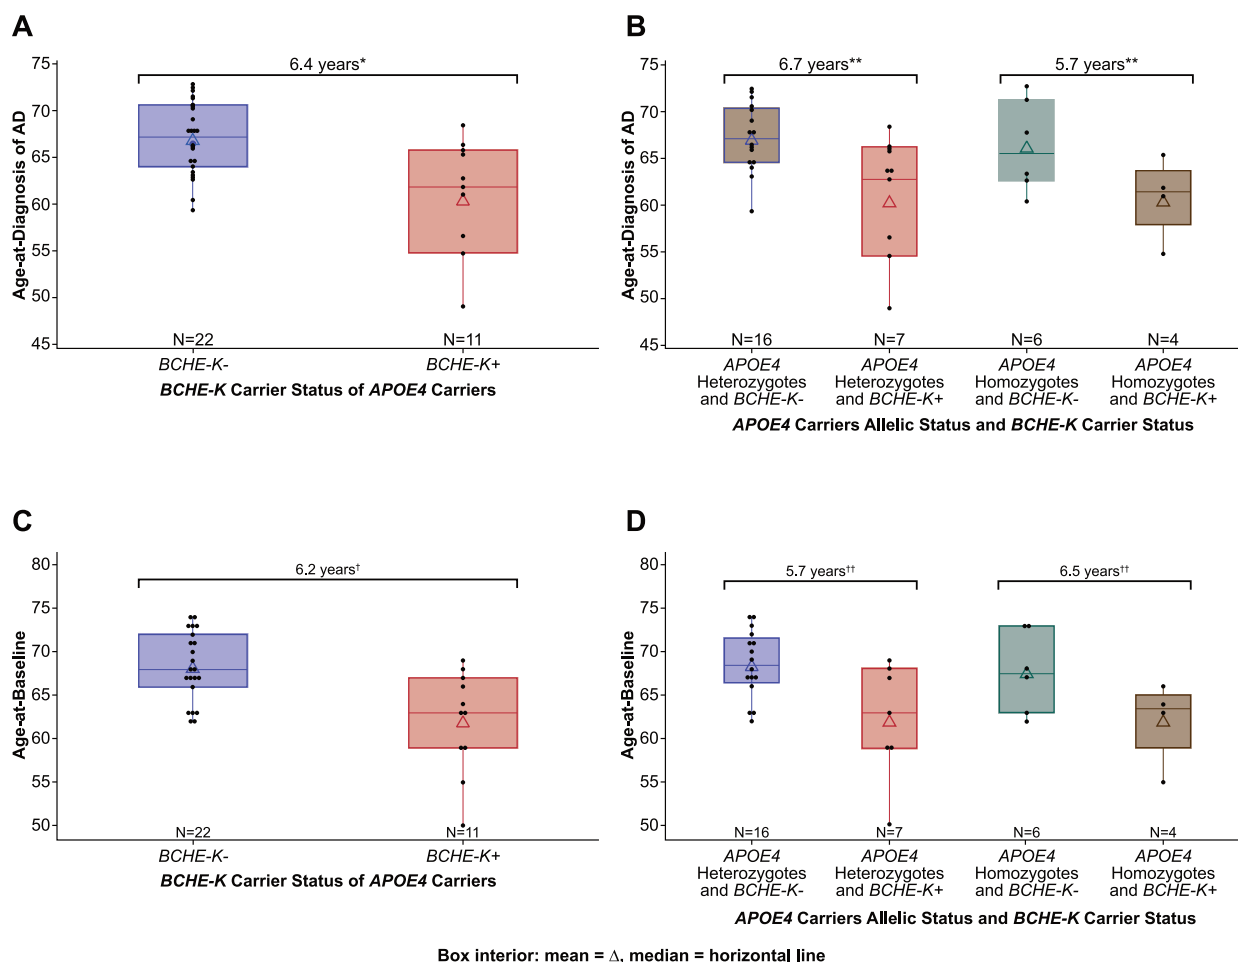 A
Age-at-Diagnosis of AD
75
70
65
60
55
50
45
6.4 years*
N=22
N=11
BCHE-K-
BCHE-K+
BCHE-K Carrier Status of APOE4 Carriers
B
Age-at-Diagnosis of AD
75
70
65
60
55
50
45
6.7 years**
5.7 years**
N=16
N=7
N=6
N=4
APOE4
Heterozygotes
and BCHE-K-
APOE4
Heterozygotes
and BCHE-K+
APOE4
Homozygotes
and BCHE-K-
APOE4
Homozygotes
and BCHE-K+
APOE4 Carriers Allelic Status and BCHE-K Carrier Status
C
Age-at-Baseline
80
75
70
65
60
55
50
6.2 years†
N=22
N=11
BCHE-K-
BCHE-K+
BCHE-K Carrier Status of APOE4 Carriers
D
Age-at-Baseline
80
75
70
65
60
55
50
5.7 years††
6.5 years††
N=16
N=7
N=6
N=4
APOE4
Heterozygotes
and BCHE-K-
APOE4
Heterozygotes
and BCHE-K+
APOE4
Homozygotes
and BCHE-K-
APOE4
Homozygotes
and BCHE-K+
APOE4 Carriers Allelic Status and BCHE-K Carrier Status
Box interior: mean = Δ, median = horizontal line